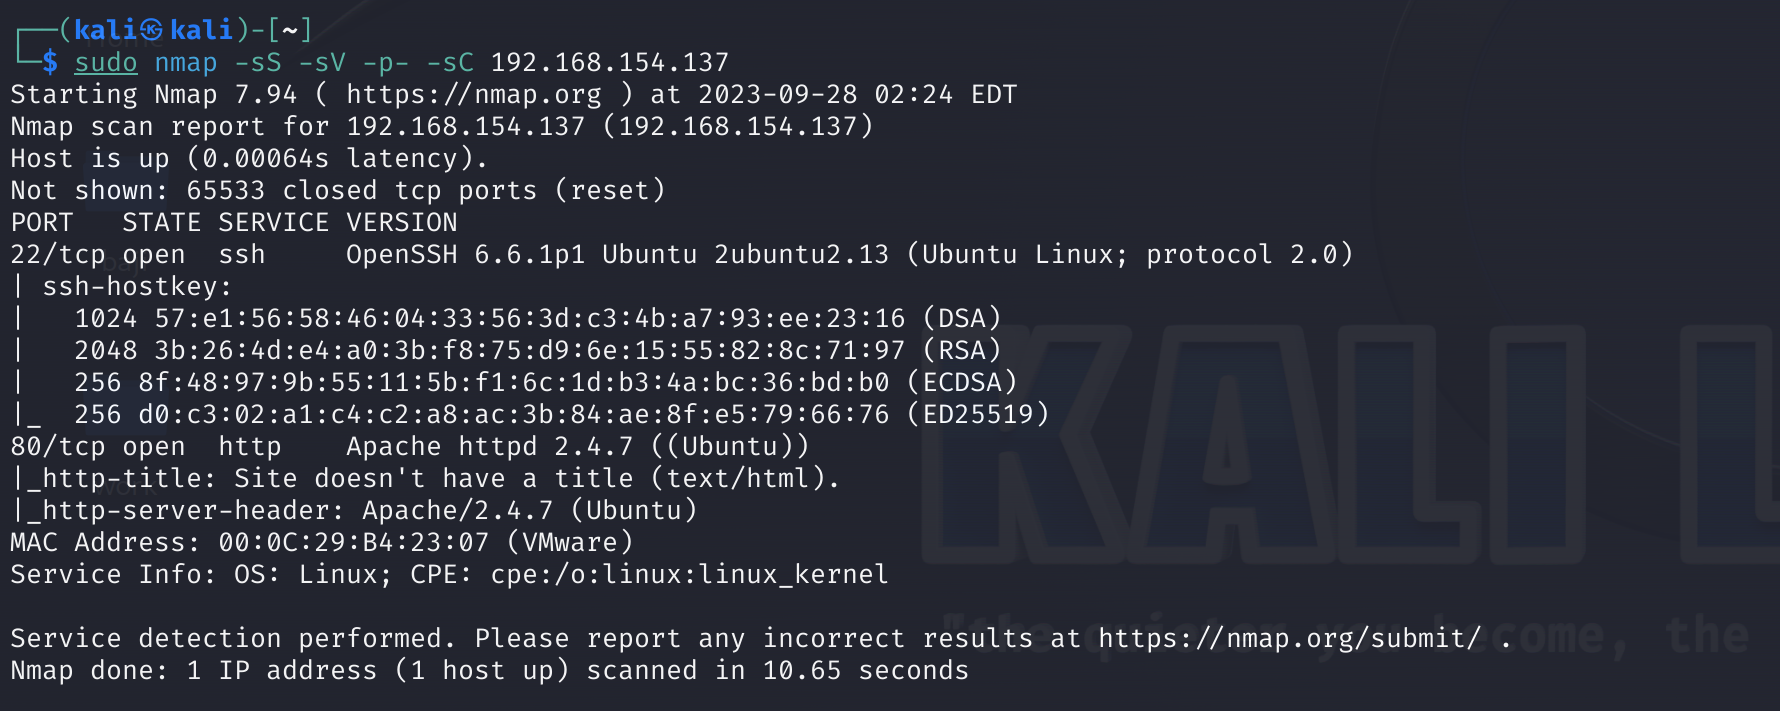 ┌──(kali㉿kali)-[~]
└─$ sudo nmap -sS -sV -p- -sC 192.168.154.137
Starting Nmap 7.94 ( https://nmap.org ) at 2023-09-28 02:24 EDT
Nmap scan report for 192.168.154.137 (192.168.154.137)
Host is up (0.00064s latency).
Not shown: 65533 closed tcp ports (reset)
PORT   STATE SERVICE VERSION
22/tcp open  ssh     OpenSSH 6.6.1p1 Ubuntu 2ubuntu2.13 (Ubuntu Linux; protocol 2.0)
| ssh-hostkey:
|   1024 57:e1:56:58:46:04:33:56:3d:c3:4b:a7:93:ee:23:16 (DSA)
|   2048 3b:26:4d:e4:a0:3b:f8:75:d9:6e:15:55:82:8c:71:97 (RSA)
|   256 8f:48:97:9b:55:11:5b:f1:6c:1d:b3:4a:bc:36:bd:b0 (ECDSA)
|_  256 d0:c3:02:a1:c4:c2:a8:ac:3b:84:ae:8f:e5:79:66:76 (ED25519)
80/tcp open  http    Apache httpd 2.4.7 ((Ubuntu))
|_http-title: Site doesn't have a title (text/html).
|_http-server-header: Apache/2.4.7 (Ubuntu)
MAC Address: 00:0C:29:B4:23:07 (VMware)
Service Info: OS: Linux; CPE: cpe:/o:linux:linux_kernel

Service detection performed. Please report any incorrect results at https://nmap.org/submit/ .
Nmap done: 1 IP address (1 host up) scanned in 10.65 seconds
Home
work
KALI L
"the quieter you become, the